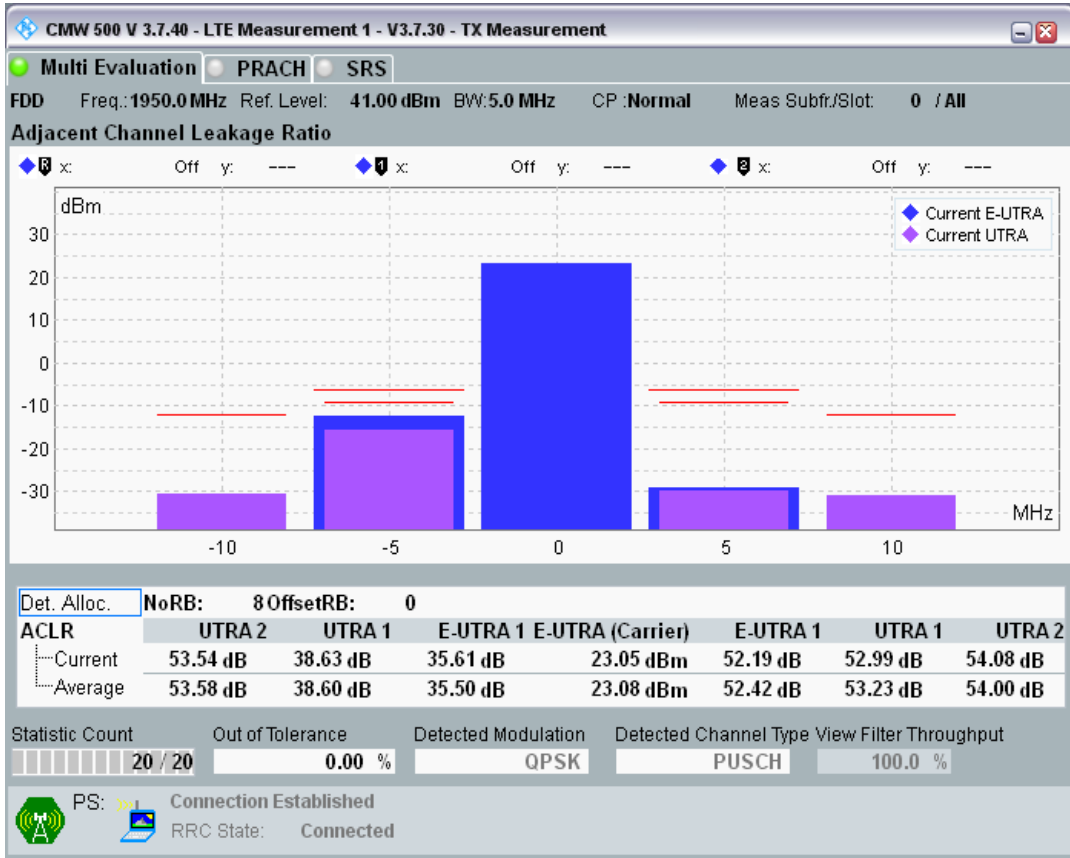 CMW 500 V 3.7.40 - LTE Measurement 1 - V3.7.30 - TX Measurement
Multi Evaluation PRACH SRS
FDD Freq.: 1950.0 MHz Ref. Level: 41.00 dBm BW: 5.0 MHz CP : Normal Meas Subfr./Slot: 0 / All
Adjacent Channel Leakage Ratio
R x: Off y: --- 1 x: Off y: --- 2 x: Off y: ---
dBm
Current E-UTRA
Current UTRA
30
20
10
0
-10
-20
-30
MHz
-10 -5 0 5 10
Det. Alloc. NoRB: 8 OffsetRB: 0
ACLR UTRA 2 UTRA 1 E-UTRA 1 E-UTRA (Carrier) E-UTRA 1 UTRA 1 UTRA 2
Current 53.54 dB 38.63 dB 35.61 dB 23.05 dBm 52.19 dB 52.99 dB 54.08 dB
Average 53.58 dB 38.60 dB 35.50 dB 23.08 dBm 52.42 dB 53.23 dB 54.00 dB
Statistic Count Out of Tolerance Detected Modulation Detected Channel Type View Filter Throughput
20 / 20 0.00 % QPSK PUSCH 100.0 %
PS: Connection Established
RRC State: Connected